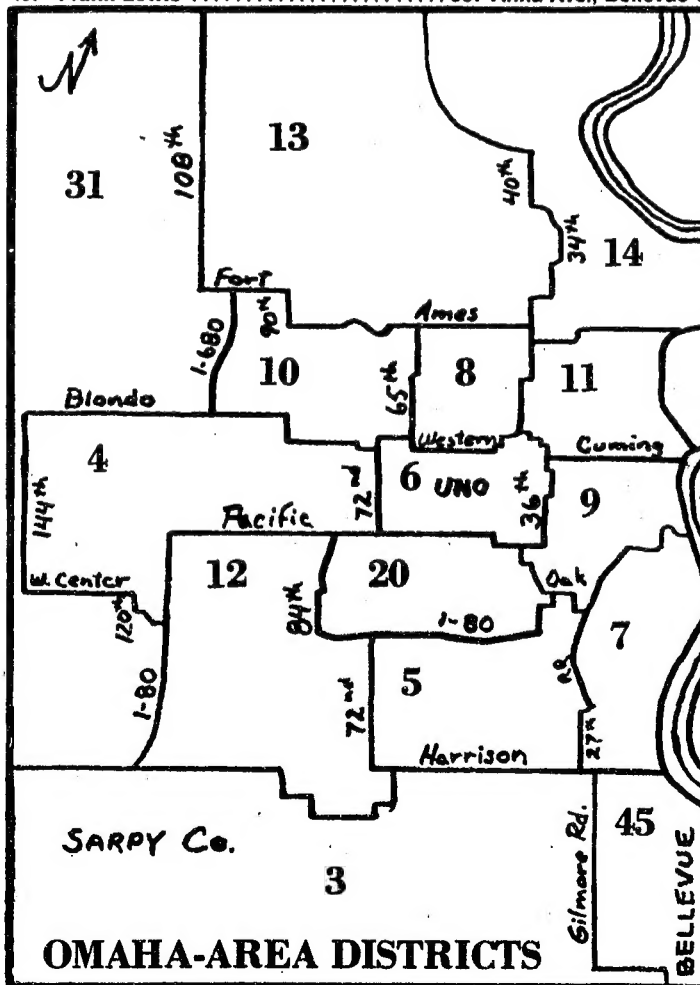 N
13
108th
31
40th
34th
14
Fort
90th
Ames
I-680
10
65th
8
11
Blondo
Western
Cuming
4
144th
72nd
6
UNO
36th
9
Pacific
W. Center
12
20
Oak
120th
84th
I-80
7
I-80
5
RR
72nd
27th
Harrison
45
SARPY Co.
Gilmore Rd.
3
BELLEVUE
OMAHA-AREA DISTRICTS